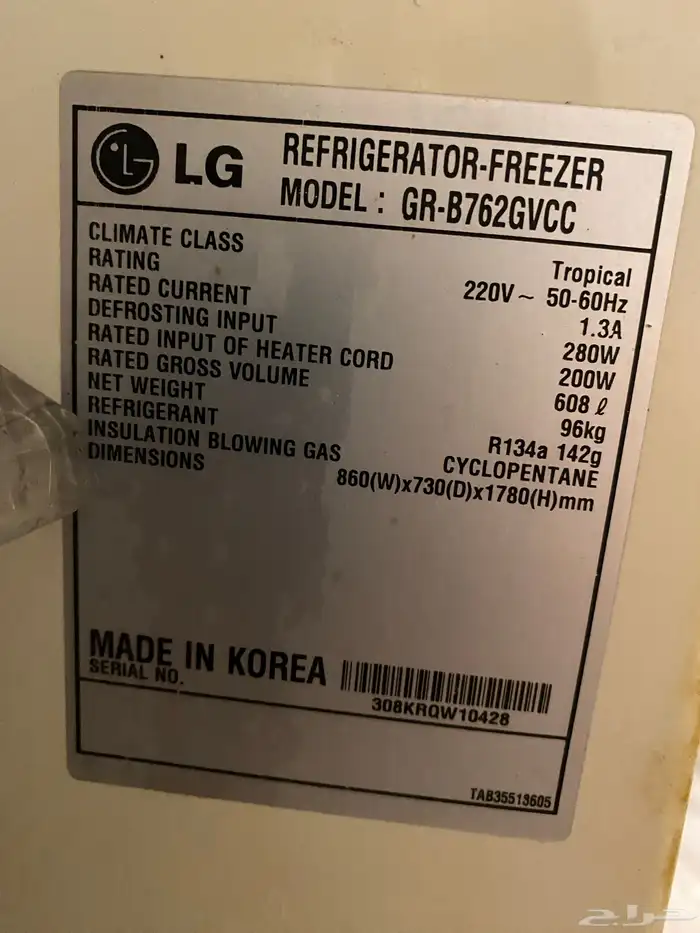 LG REFRIGERATOR-FREEZER
MODEL : GR-B762GVCC
CLIMATE CLASS Tropical
RATING 220V~ 50-60Hz
RATED CURRENT 1.3A
DEFROSTING INPUT 280W
RATED INPUT OF HEATER CORD 200W
RATED GROSS VOLUME 608 ℓ
NET WEIGHT 96kg
REFRIGERANT R134a 142g
INSULATION BLOWING GAS CYCLOPENTANE
DIMENSIONS 860(W)x730(D)x1780(H)mm
MADE IN KOREA
SERIAL NO.
308KRQW10428
TAB35513605
حراج